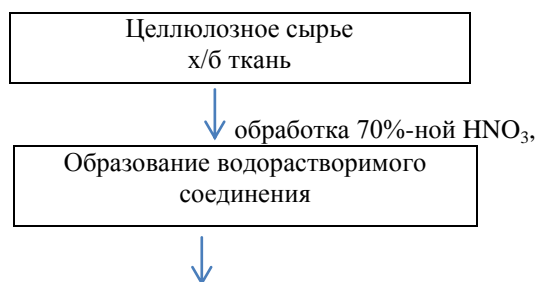 Целлюлозное сырье
х/б ткань
обработка 70%-ной HNO₃,
Образование водорастворимого
соединения